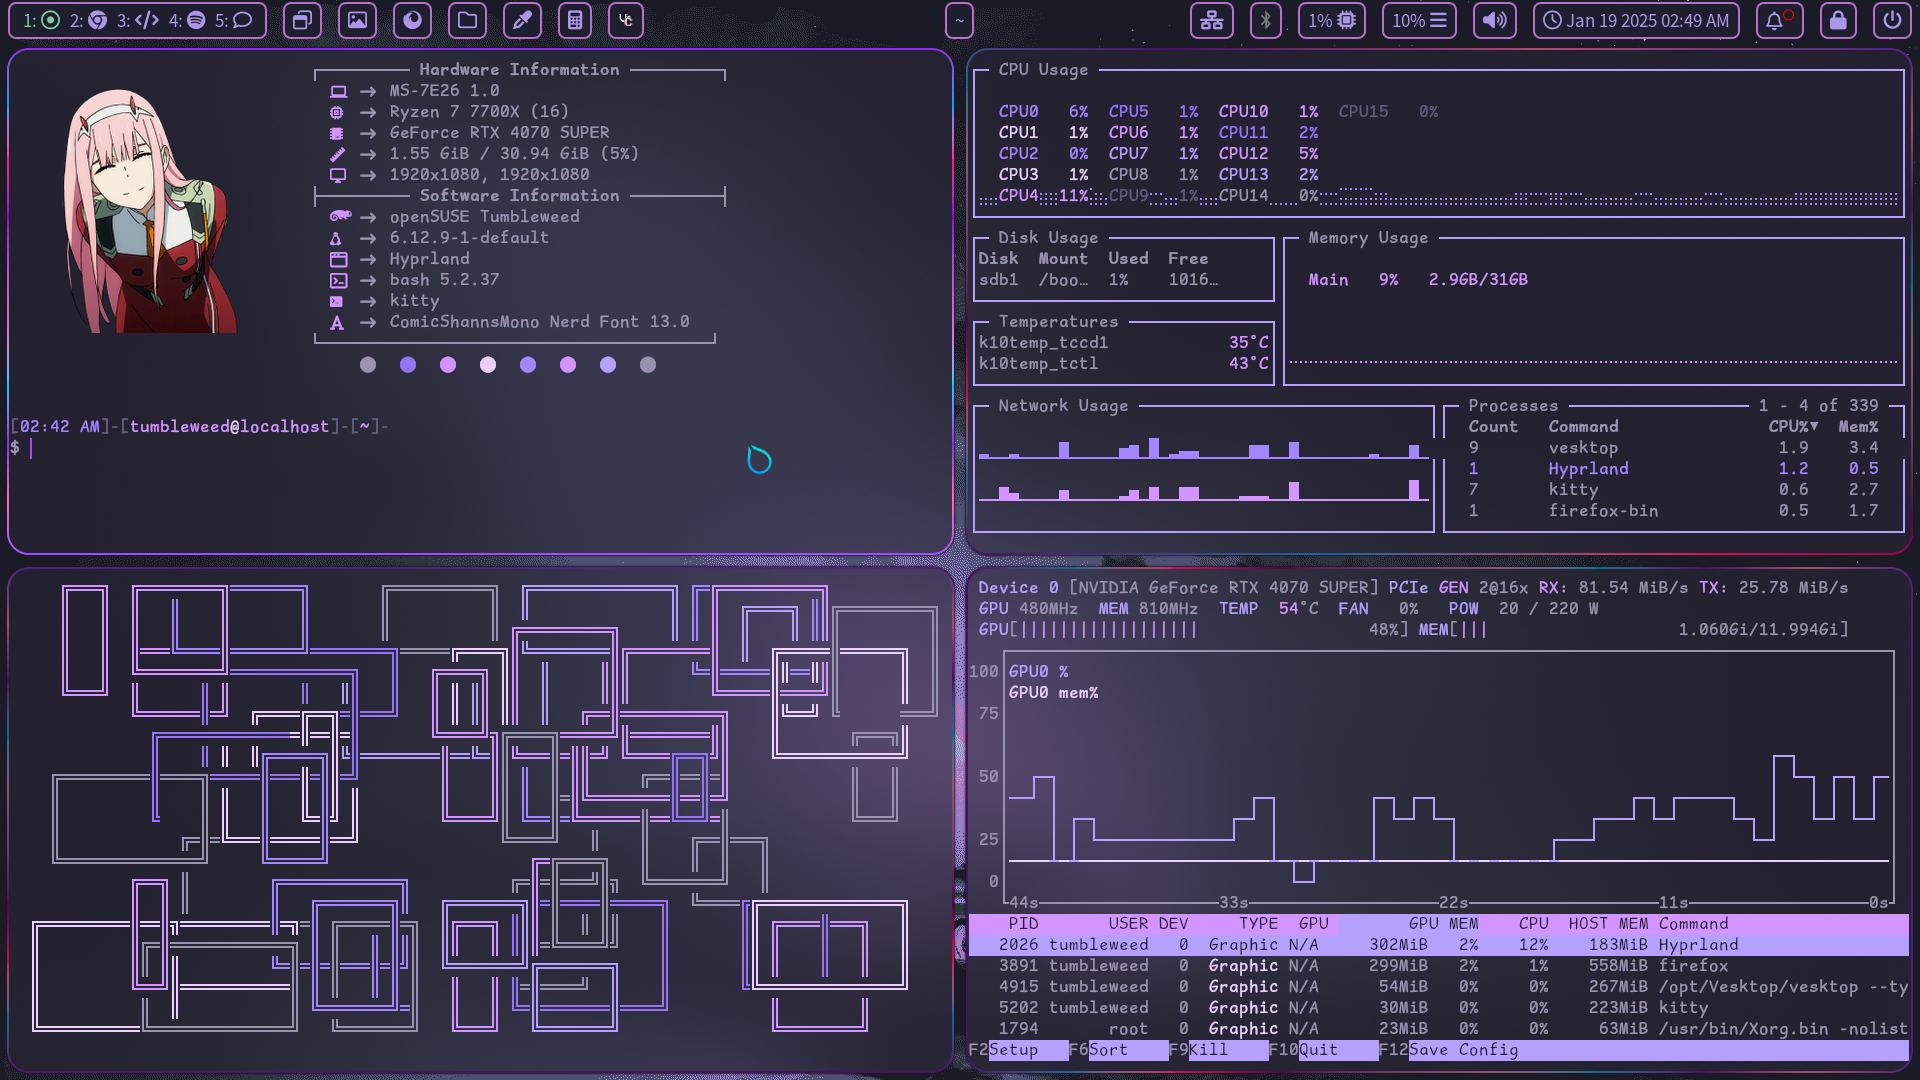 1: 2: 3: </> 4: 5: ~ 1% 10% Jan 19 2025 02:49 AM
Hardware Information
MS-7E26 1.0
Ryzen 7 7700X (16)
GeForce RTX 4070 SUPER
1.55 GiB / 30.94 GiB (5%)
1920x1080, 1920x1080
Software Information
openSUSE Tumbleweed
6.12.9-1-default
Hyprland
bash 5.2.37
kitty
A → ComicShannsMono Nerd Font 13.0
[02:42 AM]-[tumbleweed@localhost]-[~]-
$
CPU Usage
CPU0 6% CPU5 1% CPU10 1% CPU15 0%
CPU1 1% CPU6 1% CPU11 2%
CPU2 0% CPU7 1% CPU12 5%
CPU3 1% CPU8 1% CPU13 2%
CPU4 11% CPU9 1% CPU14 0%
Disk Usage
Disk Mount Used Free
sdb1 /boo… 1% 1016…
Memory Usage
Main 9% 2.9GB/31GB
Temperatures
k10temp_tccd1 35°C
k10temp_tctl 43°C
Network Usage
Processes 1 - 4 of 339
Count Command CPU%▼ Mem%
9 vesktop 1.9 3.4
1 Hyprland 1.2 0.5
7 kitty 0.6 2.7
1 firefox-bin 0.5 1.7
Device 0 [NVIDIA GeForce RTX 4070 SUPER] PCIe GEN 2@16x RX: 81.54 MiB/s TX: 25.78 MiB/s
GPU 480MHz MEM 810MHz TEMP 54°C FAN 0% POW 20 / 220 W
GPU[|||||||||||||||||| 48%] MEM[||| 1.060Gi/11.994Gi]
100 GPU0 %
GPU0 mem%
75
50
25
0
44s 33s 22s 11s 0s
PID USER DEV TYPE GPU GPU MEM CPU HOST MEM Command
2026 tumbleweed 0 Graphic N/A 302MiB 2% 12% 183MiB Hyprland
3891 tumbleweed 0 Graphic N/A 299MiB 2% 1% 558MiB firefox
4915 tumbleweed 0 Graphic N/A 54MiB 0% 0% 267MiB /opt/Vesktop/vesktop --ty
5202 tumbleweed 0 Graphic N/A 30MiB 0% 0% 223MiB kitty
1794 root 0 Graphic N/A 23MiB 0% 0% 63MiB /usr/bin/Xorg.bin -nolist
F2Setup F6Sort F9Kill F10Quit F12Save Config